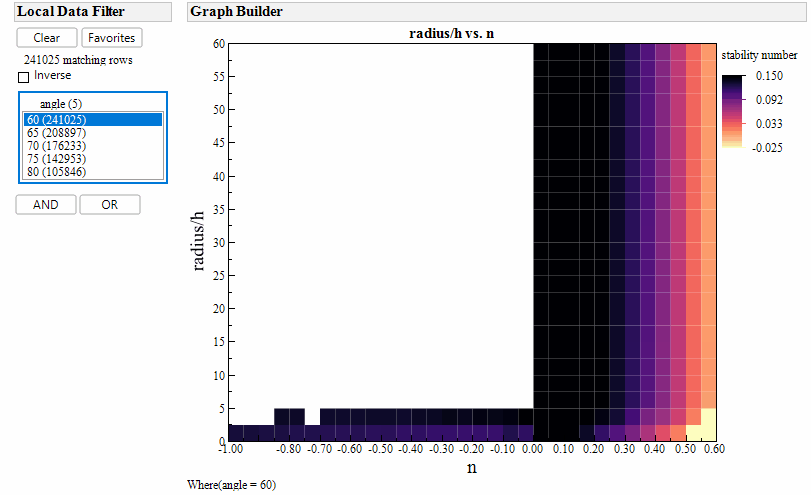 Local Data Filter
Clear
Favorites
241025 matching rows
Inverse
angle (5)
60 (241025)
65 (208897)
70 (176233)
75 (142953)
80 (105846)
AND
OR
Graph Builder
radius/h vs. n
radius/h
60
55
50
45
40
35
30
25
20
15
10
5
0
-1.00
-0.80
-0.70
-0.60
-0.50
-0.40
-0.30
-0.20
-0.10
0.00
0.10
0.20
0.30
0.40
0.50
0.60
n
Where(angle = 60)
stability number
0.150
0.092
0.033
-0.025